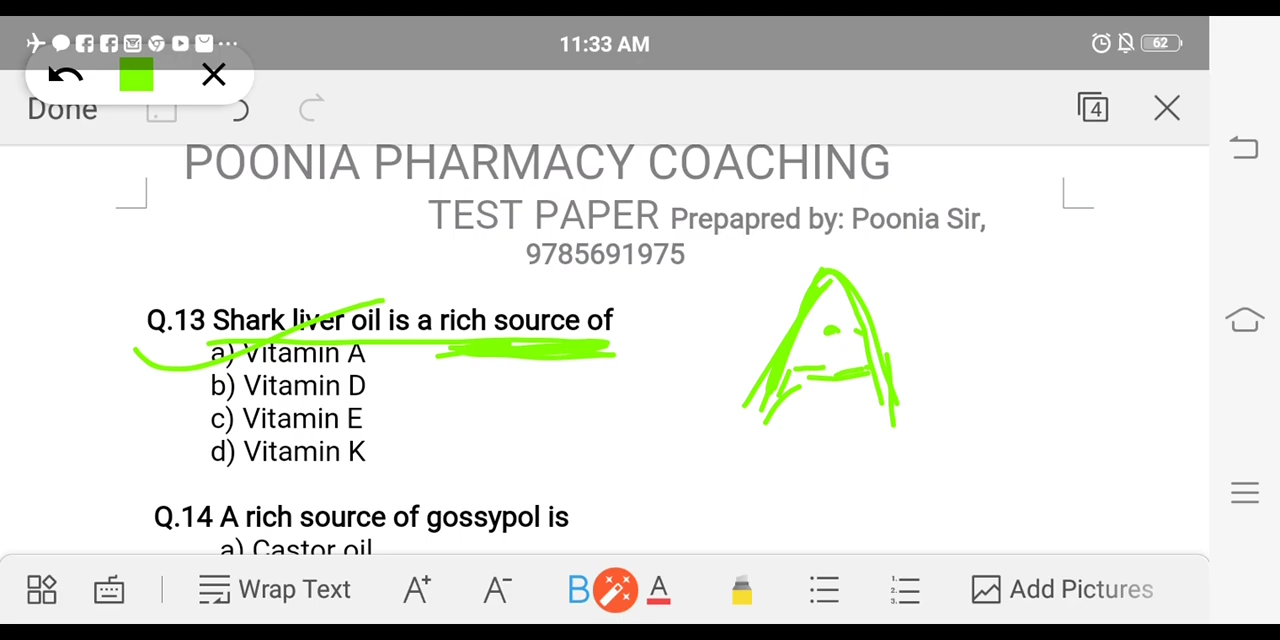 11:33 AM
62
Done
4
POONIA PHARMACY COACHING
TEST PAPER Prepapred by: Poonia Sir,
9785691975
Q.13 Shark liver oil is a rich source of
a) Vitamin A
b) Vitamin D
c) Vitamin E
d) Vitamin K
A
Q.14 A rich source of gossypol is
a) Castor oil
Wrap Text
A+
A-
B
A
Add Pictures